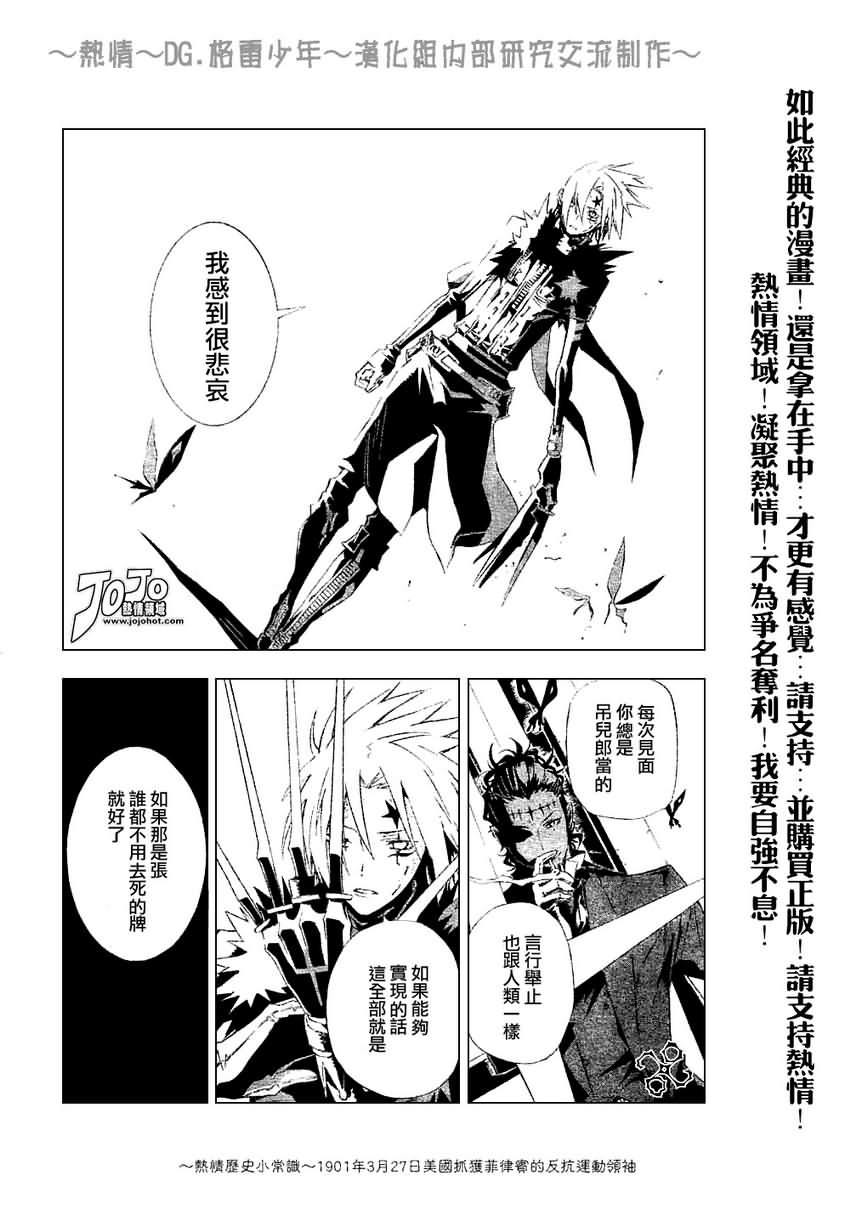 ～熱情～DG.格雷少年～漢化組内部研究交流制作～
如此經典的漫畫！還是拿在手中…才更有感覺…請支持…並購買正版！請支持熱情！
熱情領域！凝聚熱情！不為爭名奪利！我要自強不息！
我感到很悲哀
JOJO
熱情領域
www.jojohot.com
每次見面
你總是
吊兒郎當的
言行舉止
也跟人類一樣
如果能夠
實現的話
這全部就是
如果那是張
誰都不用去死的牌
就好了
～熱情歷史小常識～1901年3月27日美國抓獲菲律賓的反抗運動領袖